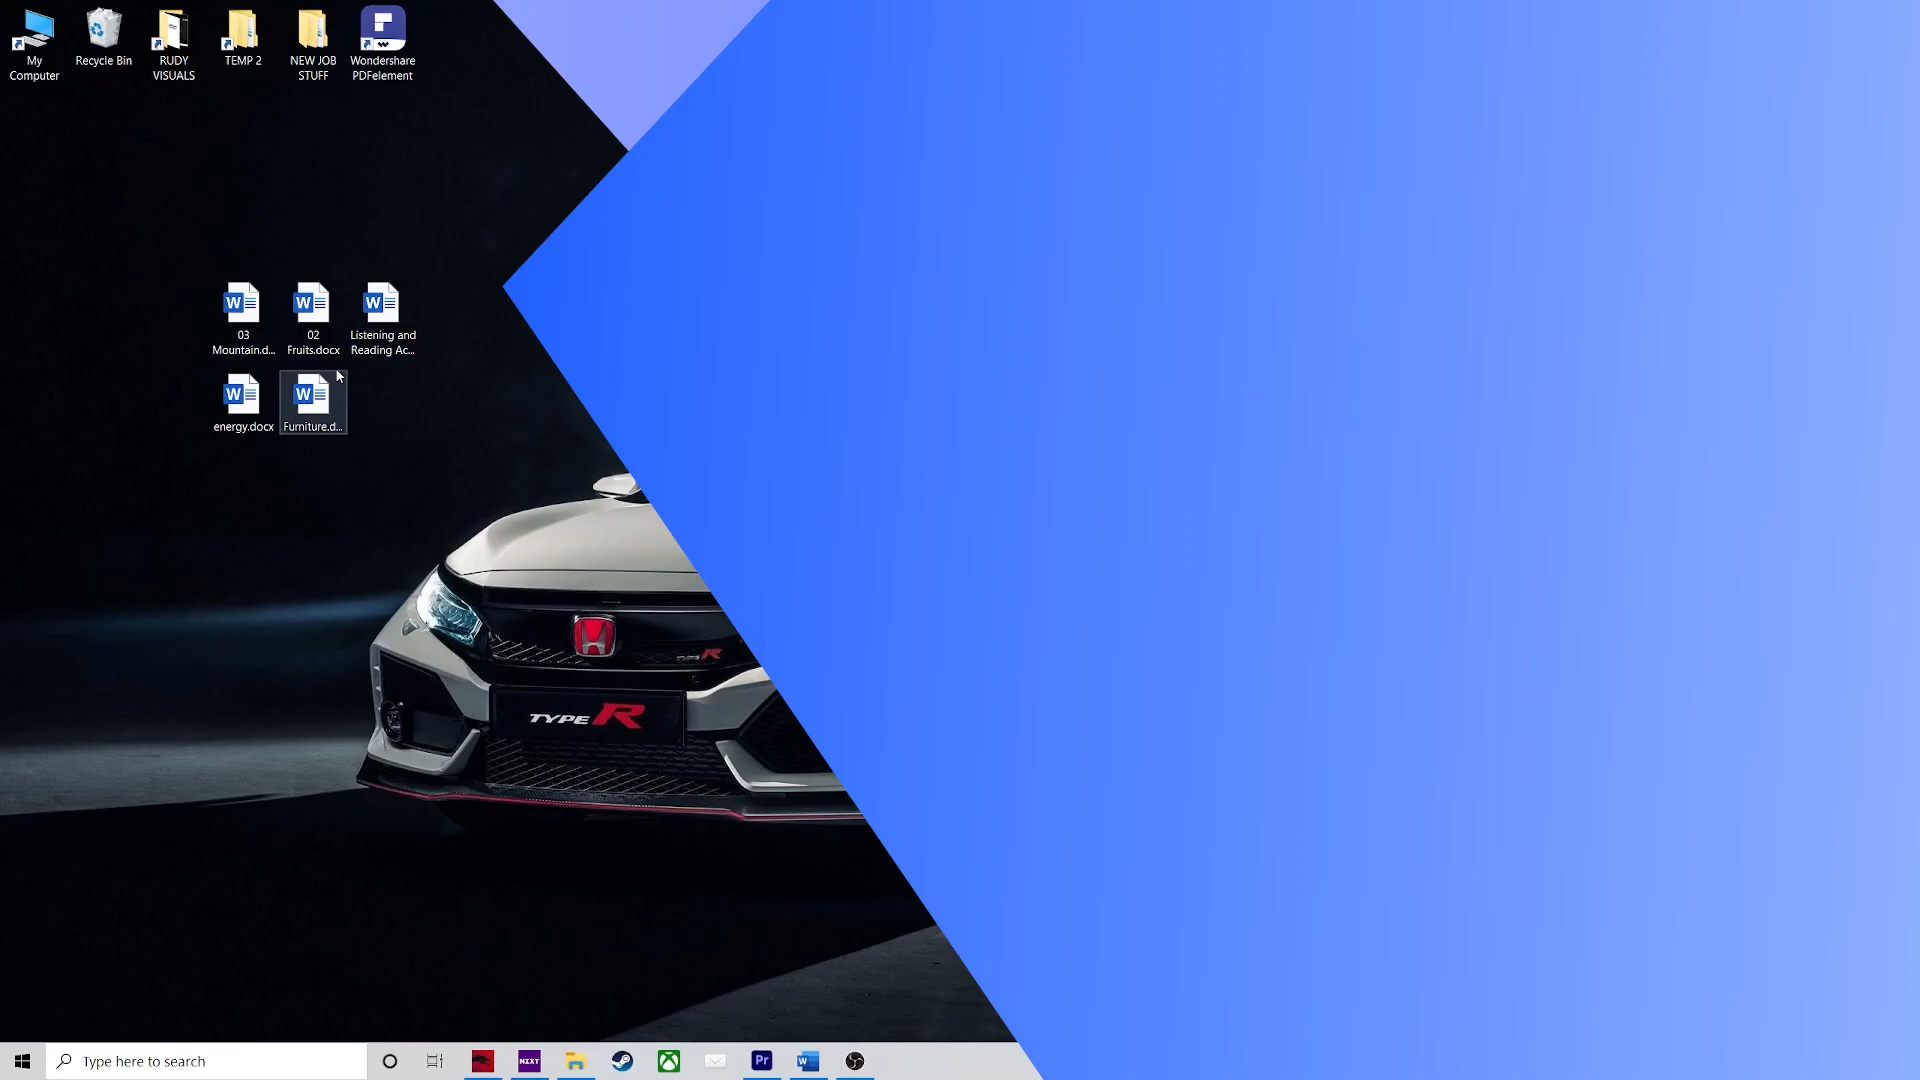 My
Computer
Recycle Bin
RUDY
VISUALS
TEMP 2
NEW JOB
STUFF
Wondershare
PDFelement
03
Mountain.d...
02
Fruits.docx
Listening and
Reading Ac...
energy.docx
Furniture.d...
TYPE R
TYPE R
Type here to search
NZXT
Pr